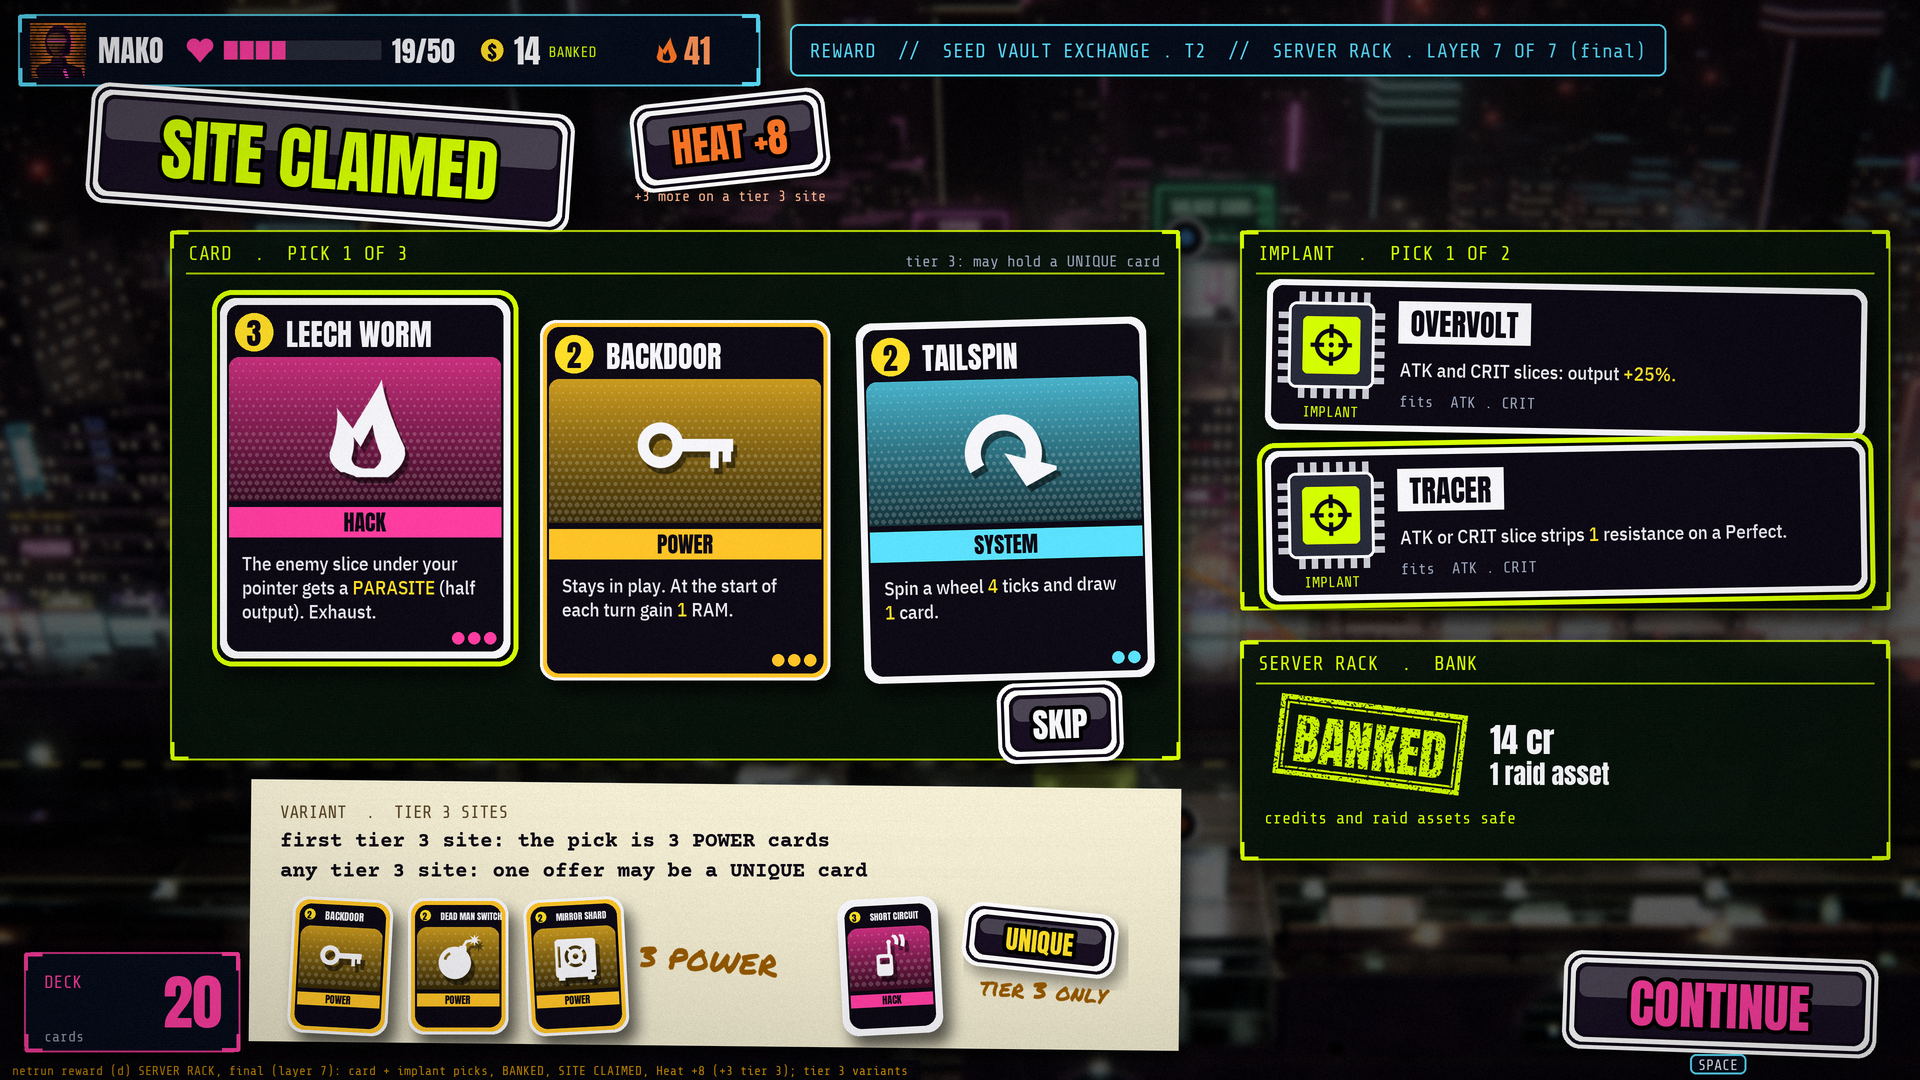 MAKO 19/50 14 BANKED 41
REWARD // SEED VAULT EXCHANGE . T2 // SERVER RACK . LAYER 7 OF 7 (final)
SITE CLAIMED
HEAT +8
+3 more on a tier 3 site
CARD . PICK 1 OF 3
tier 3: may hold a UNIQUE card
3 LEECH WORM
HACK
The enemy slice under your
pointer gets a PARASITE (half
output). Exhaust.
2 BACKDOOR
POWER
Stays in play. At the start of
each turn gain 1 RAM.
2 TAILSPIN
SYSTEM
Spin a wheel 4 ticks and draw
1 card.
SKIP
IMPLANT . PICK 1 OF 2
IMPLANT
OVERVOLT
ATK and CRIT slices: output +25%.
fits ATK . CRIT
IMPLANT
TRACER
ATK or CRIT slice strips 1 resistance on a Perfect.
fits ATK . CRIT
SERVER RACK . BANK
BANKED
14 cr
1 raid asset
credits and raid assets safe
VARIANT . TIER 3 SITES
first tier 3 site: the pick is 3 POWER cards
any tier 3 site: one offer may be a UNIQUE card
2 BACKDOOR
POWER
2 DEAD MAN SWITCH
POWER
2 MIRROR SHARD
POWER
3 POWER
3 SHORT CIRCUIT
HACK
UNIQUE
TIER 3 ONLY
DECK
20
cards
CONTINUE
SPACE
netrun reward (d) SERVER RACK, final (layer 7): card + implant picks, BANKED, SITE CLAIMED, Heat +8 (+3 tier 3); tier 3 variants